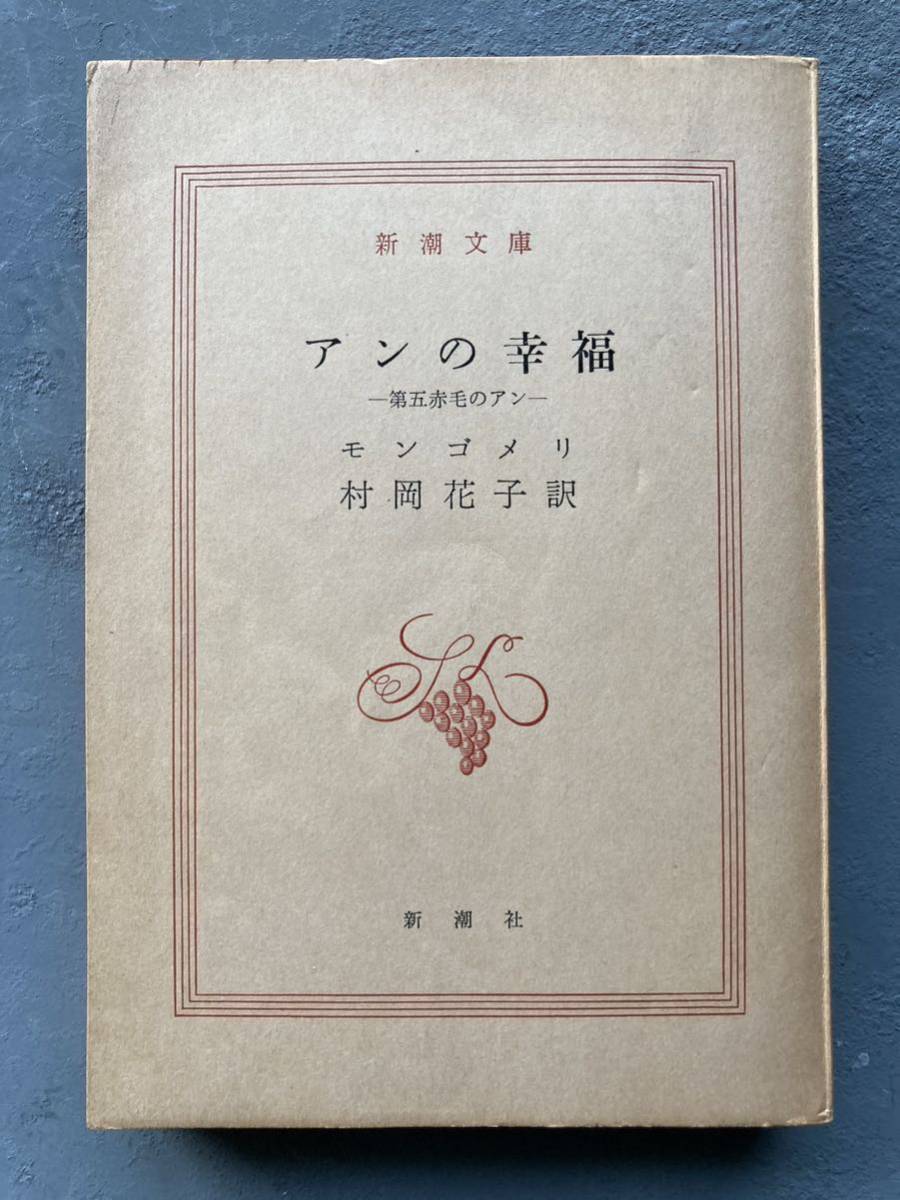 新潮文庫
アンの幸福
―第五赤毛のアン―
モンゴメリ
村岡花子訳
新潮社